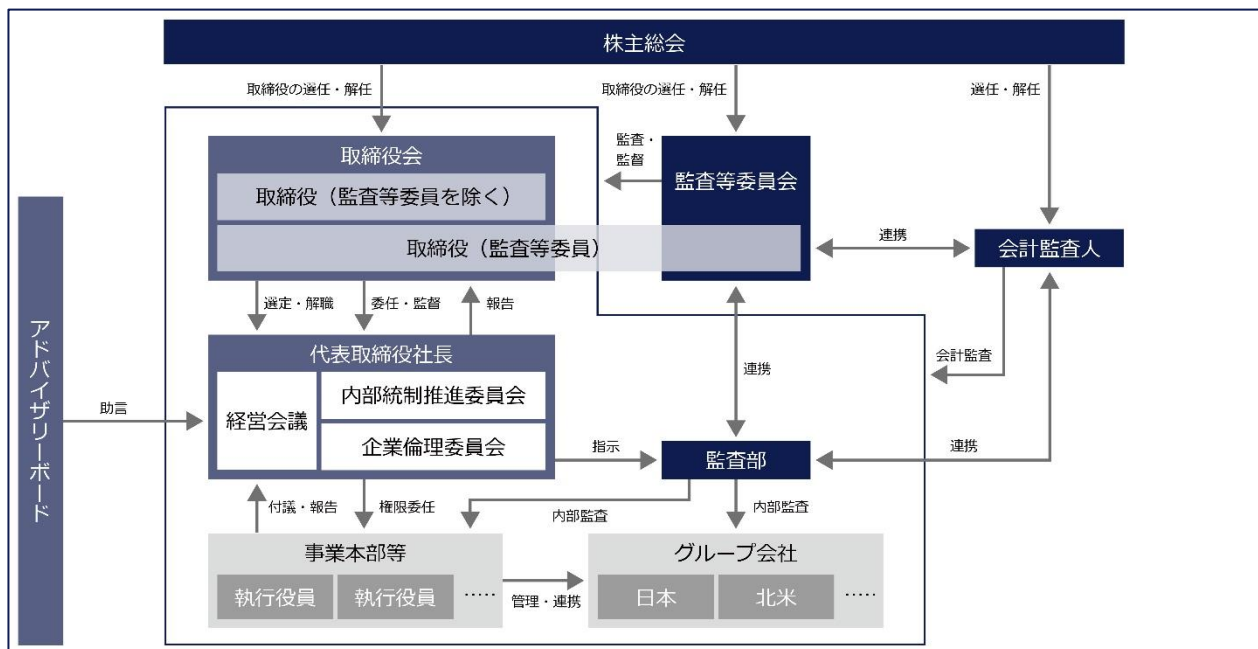 株主総会
取締役の選任・解任
取締役の選任・解任
選任・解任
取締役会
取締役（監査等委員を除く）
取締役（監査等委員）
監査・
監督
監査等委員会
連携
会計監査人
選定・解職
委任・監督
報告
代表取締役社長
経営会議
内部統制推進委員会
企業倫理委員会
アドバイザリーボード
助言
指示
連携
監査部
会計監査
連携
付議・報告
権限委任
内部監査
内部監査
事業本部等
執行役員
執行役員
‥‥‥
管理・連携
グループ会社
日本
北米
‥‥‥